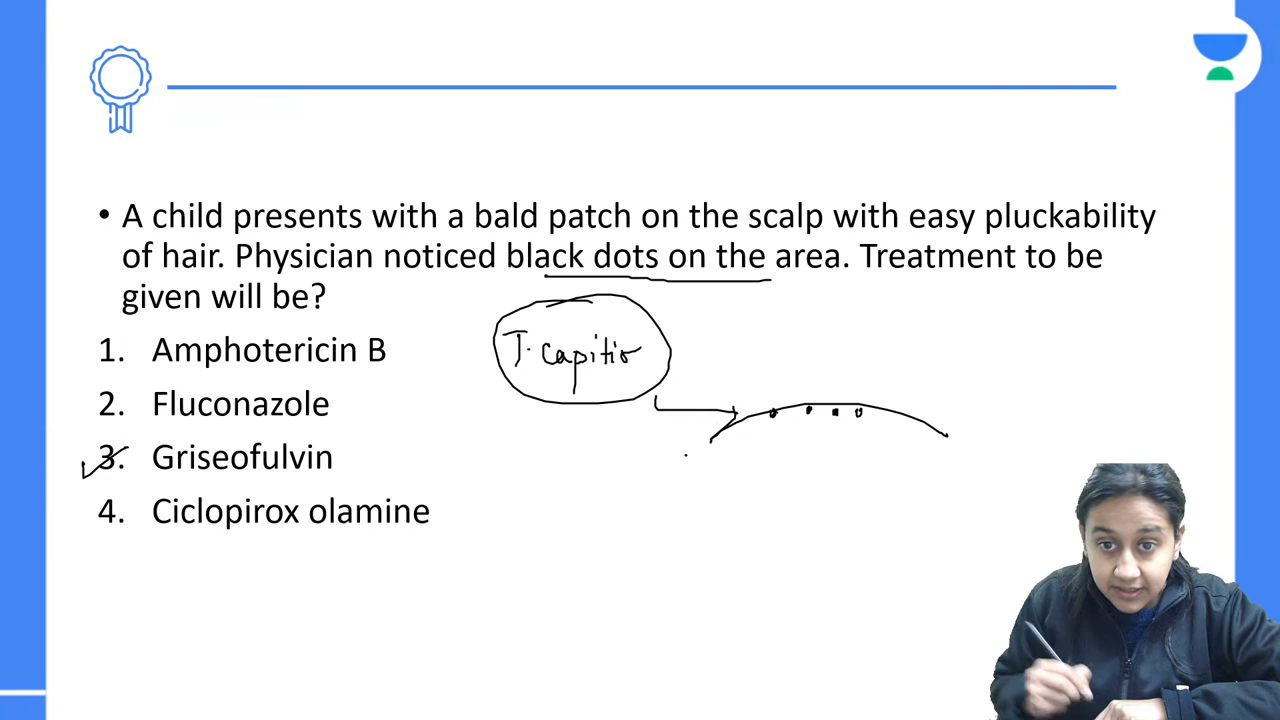 • A child presents with a bald patch on the scalp with easy pluckability
of hair. Physician noticed black dots on the area. Treatment to be
given will be?
1. Amphotericin B
T. capitis
2. Fluconazole
3. Griseofulvin
4. Ciclopirox olamine